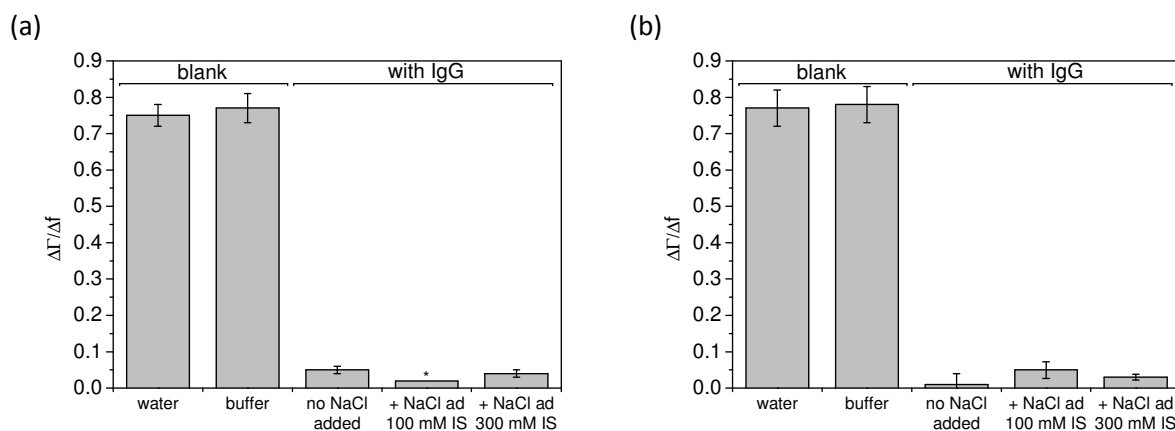 (a)
0.9
0.8
0.7
0.6
0.5
0.4
0.3
0.2
0.1
0.0
ΔΓ/Δf
blank
with IgG
*
water
buffer
no NaCl
added
+ NaCl ad
100 mM IS
+ NaCl ad
300 mM IS
(b)
0.9
0.8
0.7
0.6
0.5
0.4
0.3
0.2
0.1
0.0
ΔΓ/Δf
blank
with IgG
water
buffer
no NaCl
added
+ NaCl ad
100 mM IS
+ NaCl ad
300 mM IS